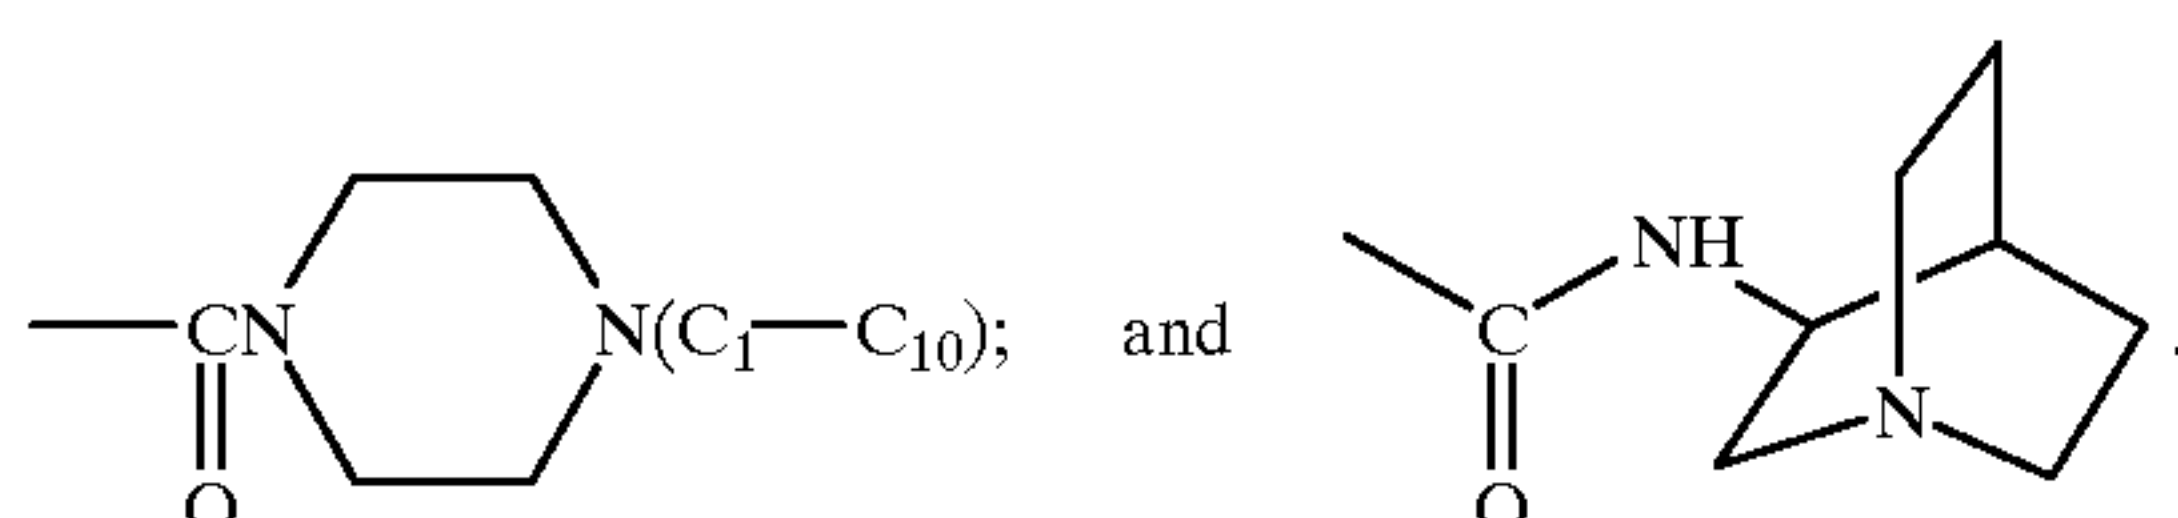 NH
CN N(C₁—C₁₀); and C
N .
O O